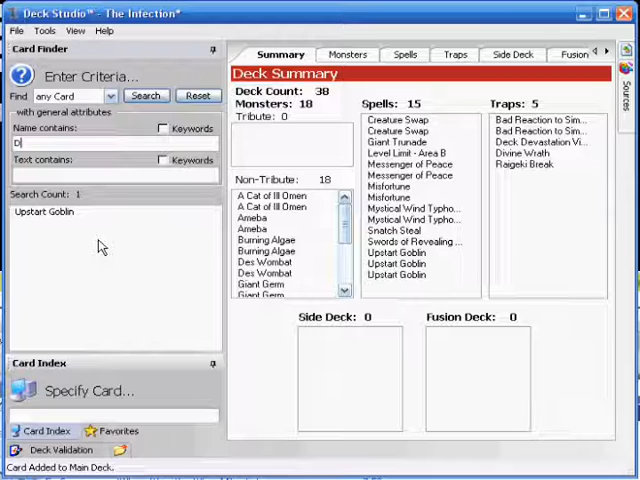 Deck Studio™ - The Infection*
File Tools View Help
Card Finder
Enter Criteria...
Find any Card Search Reset
with general attributes
Name contains: Keywords
D
Text contains: Keywords
Search Count: 1
Upstart Goblin
Card Index
Specify Card...
Card Index Favorites
Deck Validation
Card Added to Main Deck.
Summary Monsters Spells Traps Side Deck Fusion
Sources
Deck Summary
Deck Count: 38
Monsters: 18
Tribute: 0
Non-Tribute: 18
A Cat of Ill Omen
A Cat of Ill Omen
Ameba
Ameba
Burning Algae
Burning Algae
Des Wombat
Des Wombat
Giant Germ
Giant Germ
Spells: 15
Creature Swap
Creature Swap
Giant Trunade
Level Limit - Area B
Messenger of Peace
Messenger of Peace
Misfortune
Misfortune
Mystical Wind Typho...
Mystical Wind Typho...
Snatch Steal
Swords of Revealing ...
Upstart Goblin
Upstart Goblin
Upstart Goblin
Traps: 5
Bad Reaction to Sim...
Bad Reaction to Sim...
Deck Devastation Vi...
Divine Wrath
Raigeki Break
Side Deck: 0
Fusion Deck: 0